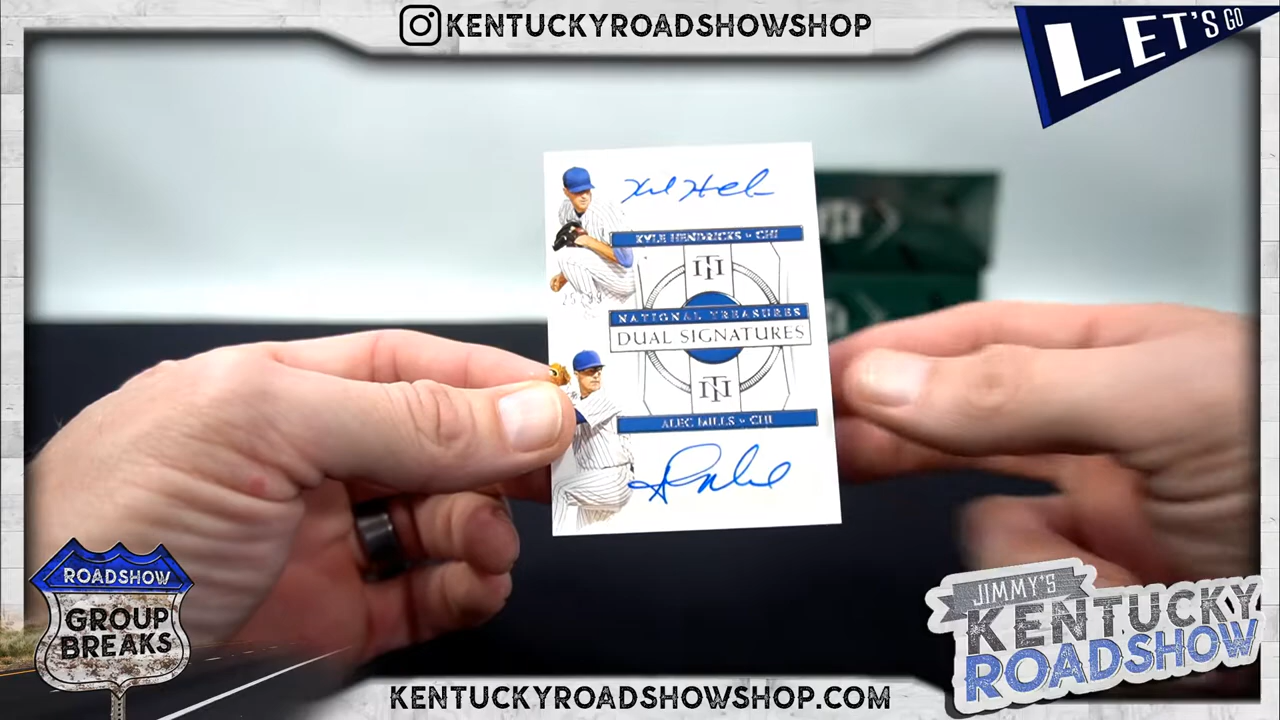 KENTUCKYROADSHOWSHOP
LET'S GO
KYLE HENDRICKS - CHI
NATIONAL TREASURES
DUAL SIGNATURES
ALEC MILLS - CHI
ROADSHOW
GROUP
BREAKS
JIMMY'S
KENTUCKY
ROADSHOW
KENTUCKYROADSHOWSHOP.COM